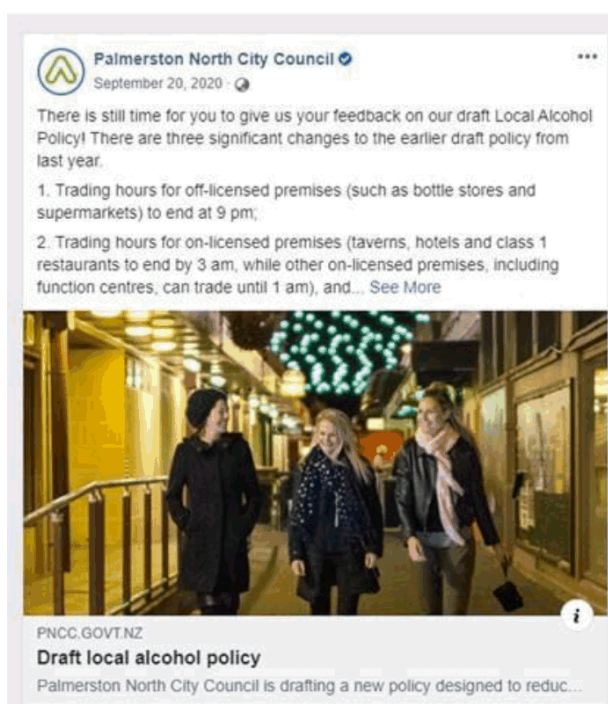 Palmerston North City Council
September 20, 2020 ·
There is still time for you to give us your feedback on our draft Local Alcohol
Policy! There are three significant changes to the earlier draft policy from
last year.
1. Trading hours for off-licensed premises (such as bottle stores and
supermarkets) to end at 9 pm;
2. Trading hours for on-licensed premises (taverns, hotels and class 1
restaurants to end by 3 am, while other on-licensed premises, including
function centres, can trade until 1 am), and... See More
i
PNCC.GOVT.NZ
Draft local alcohol policy
Palmerston North City Council is drafting a new policy designed to reduc...